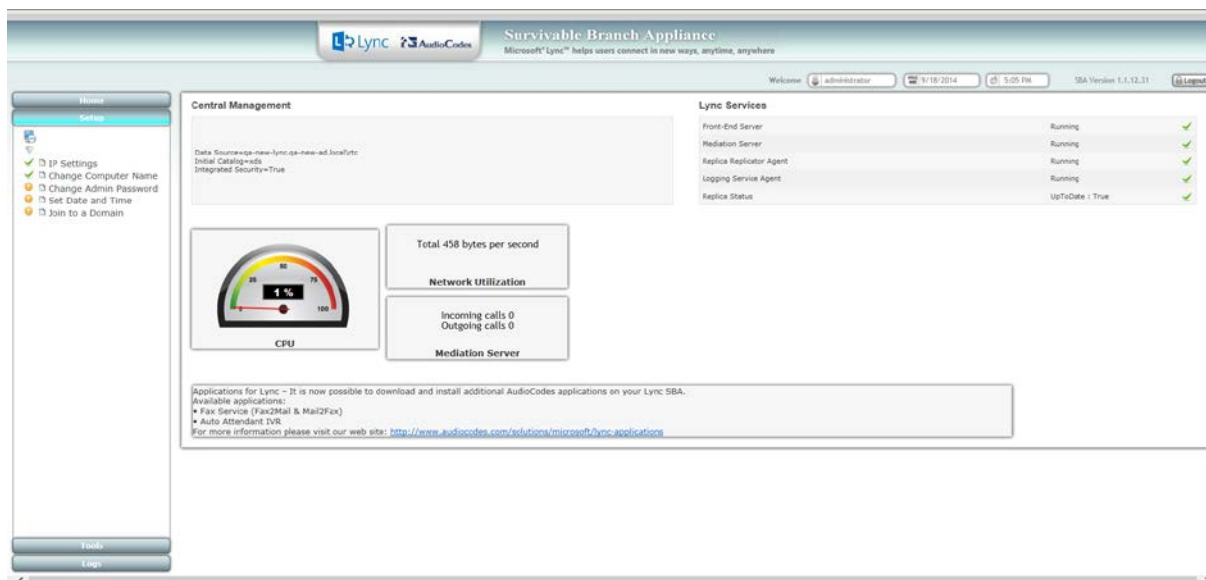 Lync AudioCodes
Survivable Branch Appliance
Microsoft® Lync™ helps users connect in new ways, anytime, anywhere
Welcome administrator 9/18/2014 5:05 PM SBA Version 1.1.12.31 Logout
Home
Setup
IP Settings
Change Computer Name
Change Admin Password
Set Date and Time
Join to a Domain
Tools
Logs
Central Management
Data Source=qa-new-lync.qa-new-ad.local\rtc
Initial Catalog=xds
Integrated Security=True
Lync Services
Front-End Server Running
Mediation Server Running
Replica Replicator Agent Running
Logging Service Agent Running
Replica Status UpToDate : True
0 25 50 75 100
1 %
CPU
Total 458 bytes per second
Network Utilization
Incoming calls 0
Outgoing calls 0
Mediation Server
Applications for Lync – It is now possible to download and install additional AudioCodes applications on your Lync SBA.
Available applications:
• Fax Service (Fax2Mail & Mail2Fax)
• Auto Attendant IVR
For more information please visit our web site: http://www.audiocodes.com/solutions/microsoft/lync-applications